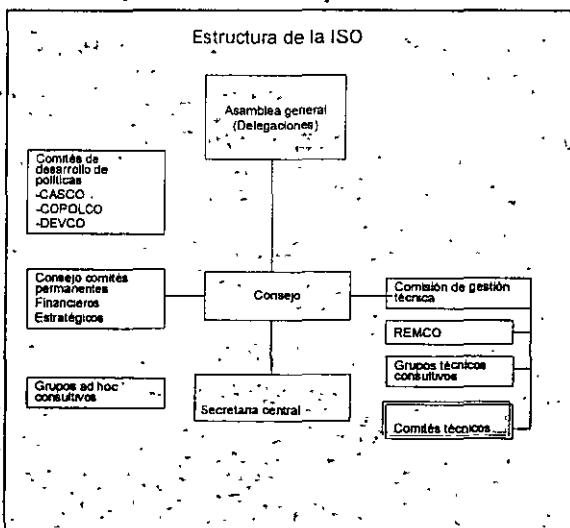 Estructura de la ISO
Asamblea general
(Delegaciones)
Comités de
desarrollo de
políticas
-CASCO
-COPOLCO
-DEVCO
Consejo comités
permanentes
Financieros
Estratégicos
Consejo
Comisión de gestión
técnica
REMCO
Grupos técnicos
consultivos
Grupos ad hoc
consultivos
Secretaria central
Comités técnicos